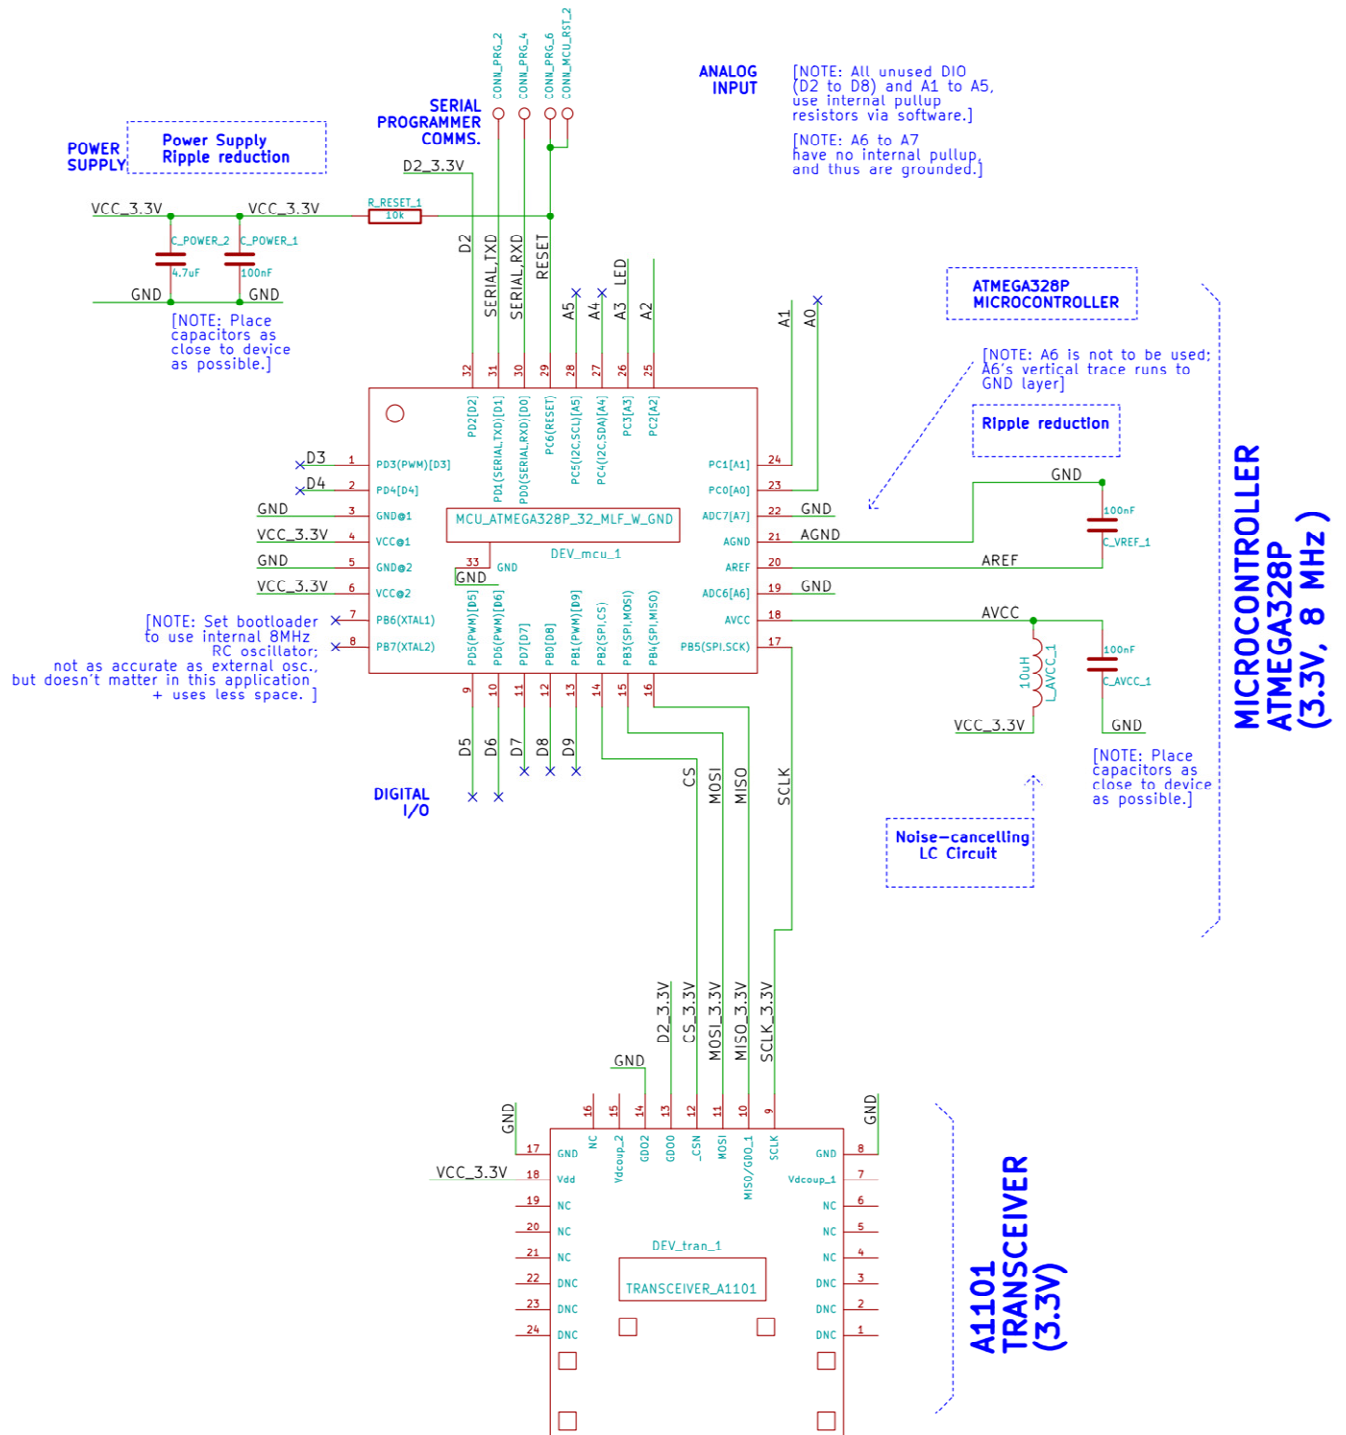 CONN_PRG_2
CONN_PRG_4
CONN_PRG_6
CONN_MCU_RST_2
ANALOG
INPUT
[NOTE: All unused DIO
(D2 to D8) and A1 to A5,
use internal pullup
resistors via software.]
[NOTE: A6 to A7
have no internal pullup,
and thus are grounded.]
SERIAL
PROGRAMMER
COMMS.
POWER
SUPPLY
Power Supply
Ripple reduction
D2_3.3V
VCC_3.3V
VCC_3.3V
R_RESET_1
10k
C_POWER_2
4.7uF
C_POWER_1
100nF
GND
GND
[NOTE: Place
capacitors as
close to device
as possible.]
D2
SERIAL,TXD
SERIAL,RXD
RESET
A5
A4
A3
LED
A2
A1
A0
ATMEGA328P
MICROCONTROLLER
[NOTE: A6 is not to be used;
A6's vertical trace runs to
GND layer]
Ripple reduction
32
31
30
29
28
27
26
25
PD2[D2]
PD1(SERIAL,TXD)[D1]
PD0(SERIAL,RXD)[D0]
PC6(RESET)
PC5(I2C,SCL)[A5]
PC4(I2C,SDA)[A4]
PC3[A3]
PC2[A2]
D3 1 PD3(PWM)[D3]
D4 2 PD4[D4]
GND 3 GND@1
VCC_3.3V 4 VCC@1
GND 5 GND@2
VCC_3.3V 6 VCC@2
7 PB6(XTAL1)
8 PB7(XTAL2)
MCU_ATMEGA328P_32_MLF_W_GND
DEV_mcu_1
33 GND
GND
PC1[A1] 24
PC0[A0] 23
ADC7[A7] 22 GND
AGND 21 AGND
AREF 20 AREF
ADC6[A6] 19 GND
AVCC 18 AVCC
PB5(SPI,SCK) 17
GND
100nF
C_VREF_1
10uH
L_AVCC_1
100nF
C_AVCC_1
VCC_3.3V
GND
[NOTE: Place
capacitors as
close to device
as possible.]
Noise-cancelling
LC Circuit
MICROCONTROLLER
ATMEGA328P
(3.3V, 8 MHz)
[NOTE: Set bootloader
to use internal 8MHz
RC oscillator;
not as accurate as external osc.,
but doesn't matter in this application
+ uses less space. ]
PD5(PWM)[D5]
PD6(PWM)[D6]
PD7[D7]
PB0[D8]
PB1(PWM)[D9]
PB2(SPI,CS)
PB3(SPI,MOSI)
PB4(SPI,MISO)
9
10
11
12
13
14
15
16
D5
D6
D7
D8
D9
CS
MOSI
MISO
SCLK
DIGITAL
I/O
D2_3.3V
CS_3.3V
MOSI_3.3V
MISO_3.3V
SCLK_3.3V
GND
GND
GND
16
15
14
13
12
11
10
9
NC
Vdcoup_2
GDO2
GDO0
_CSN
MOSI
MISO/GDO_1
SCLK
17 GND
VCC_3.3V 18 Vdd
19 NC
20 NC
21 NC
22 DNC
23 DNC
24 DNC
GND 8
Vdcoup_1 7
NC 6
NC 5
NC 4
DNC 3
DNC 2
DNC 1
DEV_tran_1
TRANSCEIVER_A1101
A1101
TRANSCEIVER
(3.3V)